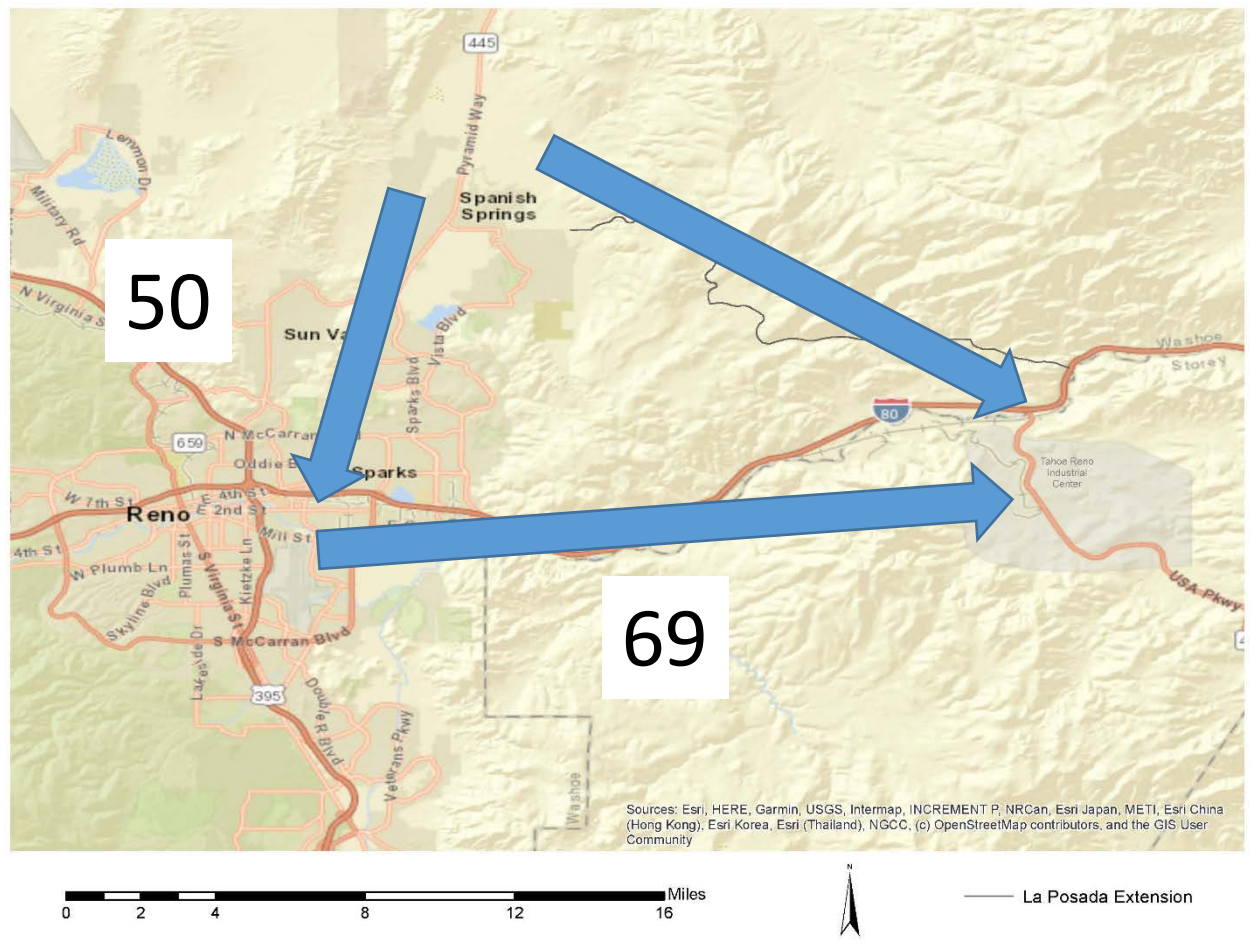 445
Pyramid Way
Lemmon Dr
Military Rd
Spanish
Springs
50
N Virginia S
Sun Va
Vista Blvd
Sparks Blvd
Washoe
Storey
80
659
N McCarran
Oddie B
Sparks
Tahoe Reno
Industrial
Center
W 7th St
E 4th St
Reno
E 2nd St
4th St
Mill St
W Plumb Ln
Plumas St
S Virginia St
Kietzke Ln
Skyline Blvd
USA Pkwy
69
S McCarran Blvd
Lakeside Dr
395
Double R Blvd
Veterans Pkwy
Washoe
Sources: Esri, HERE, Garmin, USGS, Intermap, INCREMENT P, NRCan, Esri Japan, METI, Esri China
(Hong Kong), Esri Korea, Esri (Thailand), NGCC, (c) OpenStreetMap contributors, and the GIS User
Community
N
Miles
0 2 4 8 12 16
La Posada Extension